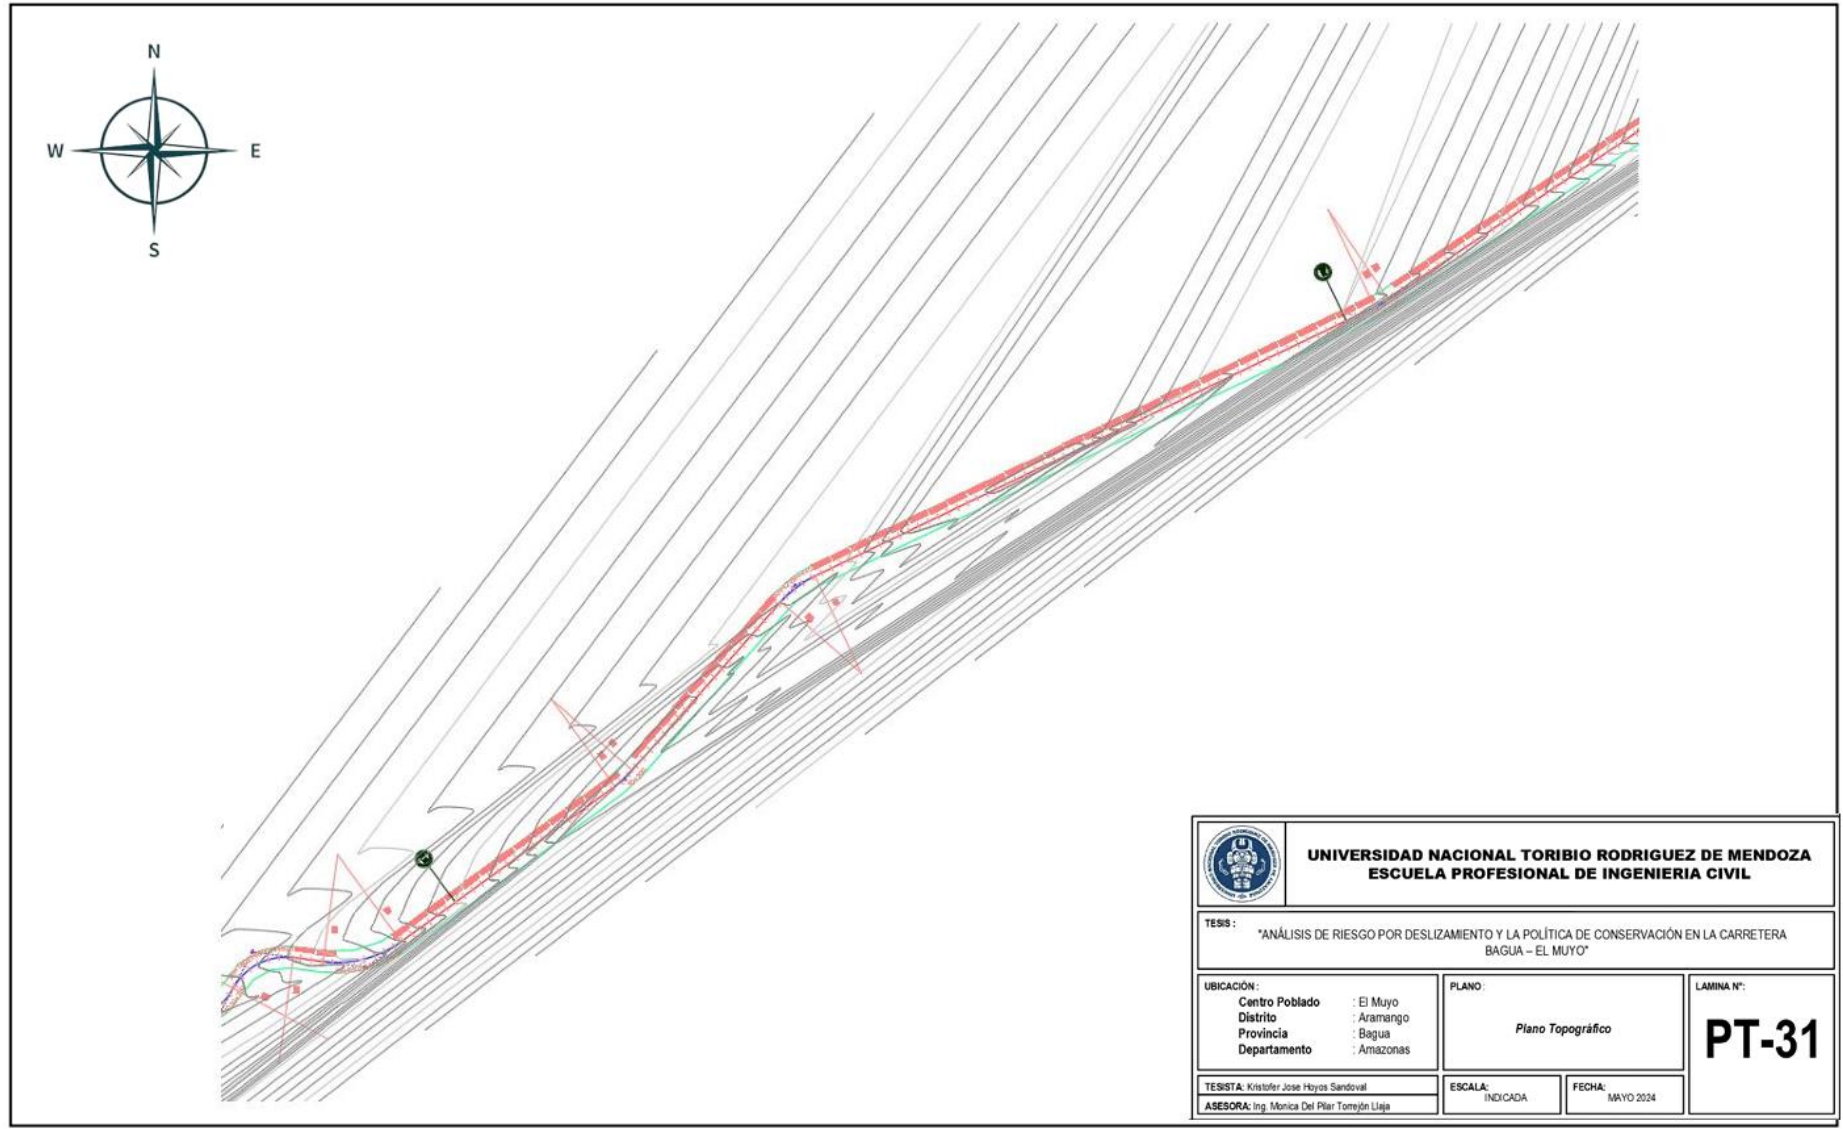 N
W
E
S
UNIVERSIDAD NACIONAL TORIBIO RODRIGUEZ DE MENDOZA
ESCUELA PROFESIONAL DE INGENIERIA CIVIL
TESIS :
"ANÁLISIS DE RIESGO POR DESLIZAMIENTO Y LA POLÍTICA DE CONSERVACIÓN EN LA CARRETERA
BAGUA – EL MUYO"
UBICACIÓN :
Centro Poblado : El Muyo
Distrito : Aramango
Provincia : Bagua
Departamento : Amazonas
PLANO :
Plano Topográfico
LAMINA N°:
PT-31
TESISTA: Kristofer Jose Hoyos Sandoval
ASESORA: Ing. Monica Del Pilar Torrejón Llaja
ESCALA:
INDICADA
FECHA:
MAYO 2024